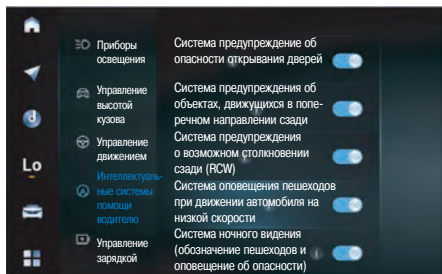 Приборы
освещения
Управление
высотой
кузова
Управление
движением
Интеллектуаль-
ные системы
помощи
водителю
Управление
зарядкой
Lo
Система предупреждение об
опасности открывания дверей
Система предупреждения об
объектах, движущихся в попе-
речном направлении сзади
Система предупреждения
о возможном столкновении
сзади (RCW)
Система оповещения пешеходов
при движении автомобиля на
низкой скорости
Система ночного видения
(обозначение пешеходов и
оповещение об опасности)